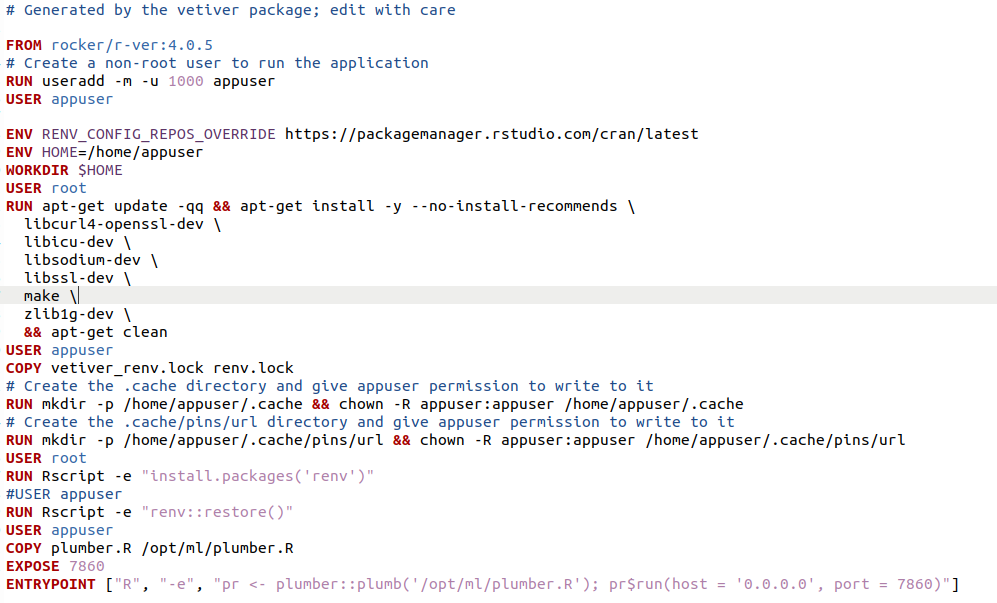 # Generated by the vetiver package; edit with care

FROM rocker/r-ver:4.0.5
# Create a non-root user to run the application
RUN useradd -m -u 1000 appuser
USER appuser

ENV RENV_CONFIG_REPOS_OVERRIDE https://packagemanager.rstudio.com/cran/latest
ENV HOME=/home/appuser
WORKDIR $HOME
USER root
RUN apt-get update -qq && apt-get install -y --no-install-recommends \
  libcurl4-openssl-dev \
  libicu-dev \
  libsodium-dev \
  libssl-dev \
  make \
  zlib1g-dev \
  && apt-get clean
USER appuser
COPY vetiver_renv.lock renv.lock
# Create the .cache directory and give appuser permission to write to it
RUN mkdir -p /home/appuser/.cache && chown -R appuser:appuser /home/appuser/.cache
# Create the .cache/pins/url directory and give appuser permission to write to it
RUN mkdir -p /home/appuser/.cache/pins/url && chown -R appuser:appuser /home/appuser/.cache/pins/url
USER root
RUN Rscript -e "install.packages('renv')"
#USER appuser
RUN Rscript -e "renv::restore()"
USER appuser
COPY plumber.R /opt/ml/plumber.R
EXPOSE 7860
ENTRYPOINT ["R", "-e", "pr <- plumber::plumb('/opt/ml/plumber.R'); pr$run(host = '0.0.0.0', port = 7860)"]